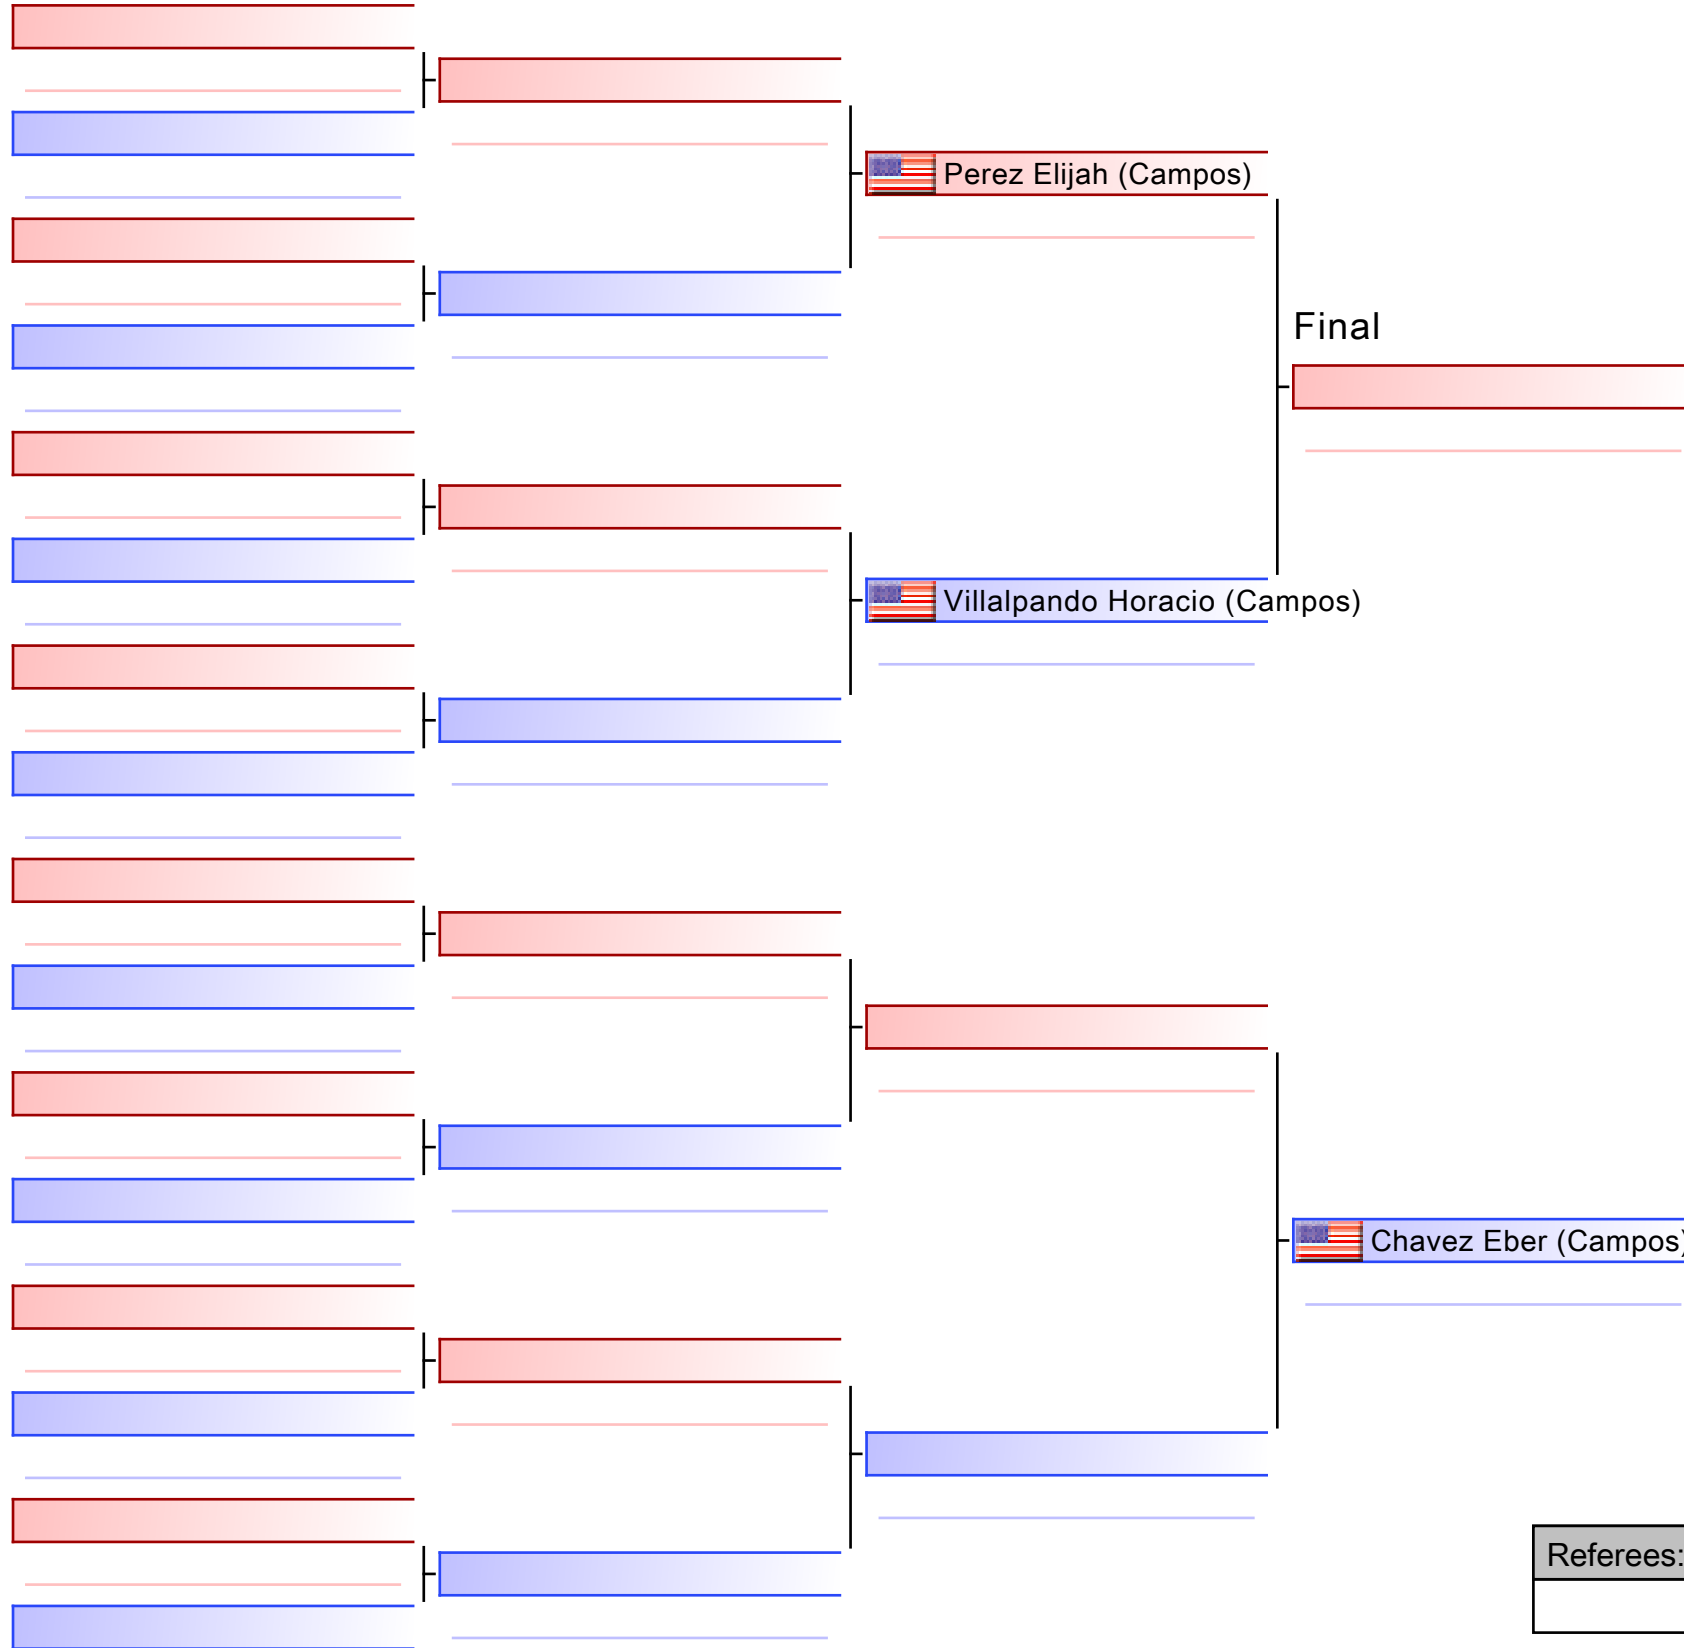 Perez Elijah (Campos)
Final
Villalpando Horacio (Campos)
Chavez Eber (Campos)
Referees: